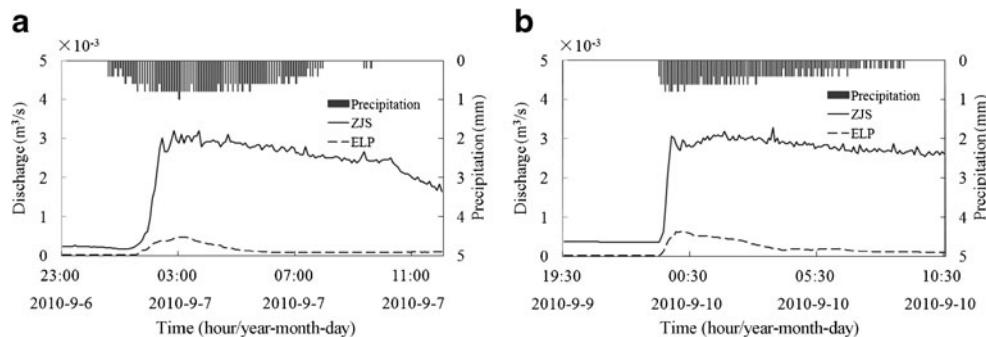 a
×10⁻³
5
4
3
2
1
0
Discharge (m³/s)
0
1
2
3
4
5
Precipitation (mm)
Precipitation
ZJS
ELP
23:00 03:00 07:00 11:00
2010-9-6 2010-9-7 2010-9-7 2010-9-7
Time (hour/year-month-day)
b
×10⁻³
5
4
3
2
1
0
Discharge (m³/s)
0
1
2
3
4
5
Precipitation (mm)
Precipitation
ZJS
ELP
19:30 00:30 05:30 10:30
2010-9-9 2010-9-10 2010-9-10 2010-9-10
Time (hour/year-month-day)